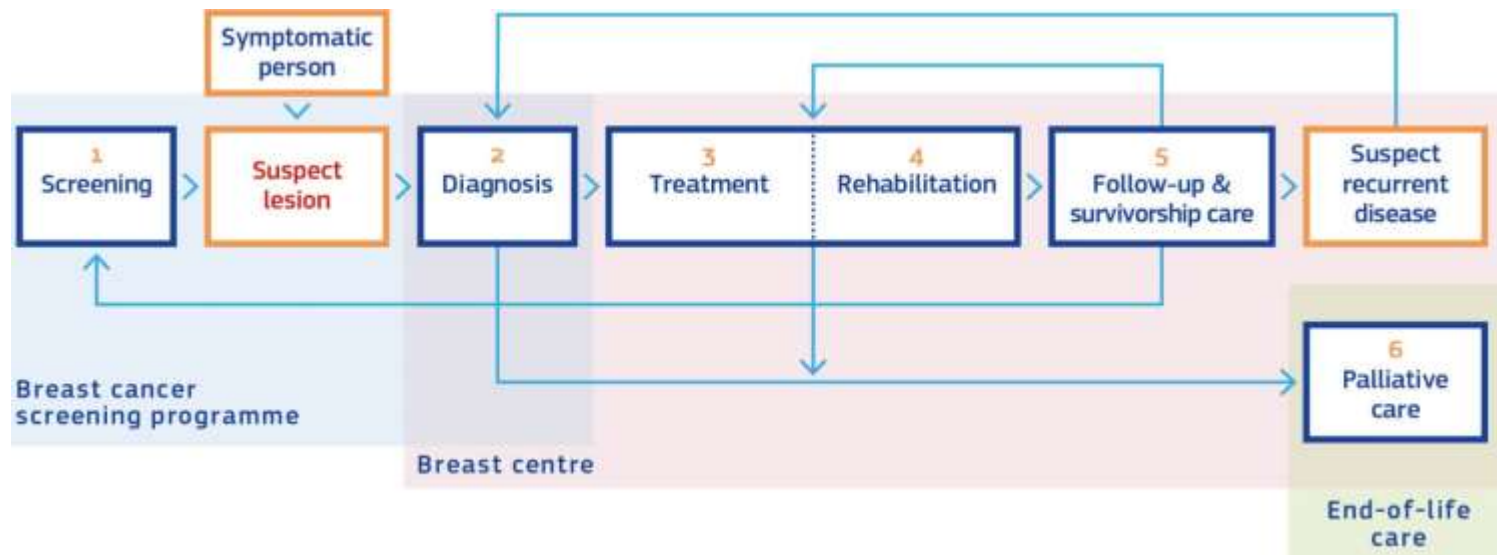 Symptomatic
person
1
Screening
Suspect
lesion
2
Diagnosis
3
Treatment
4
Rehabilitation
5
Follow-up &
survivorship care
Suspect
recurrent
disease
6
Palliative
care
Breast cancer
screening programme
Breast centre
End-of-life
care